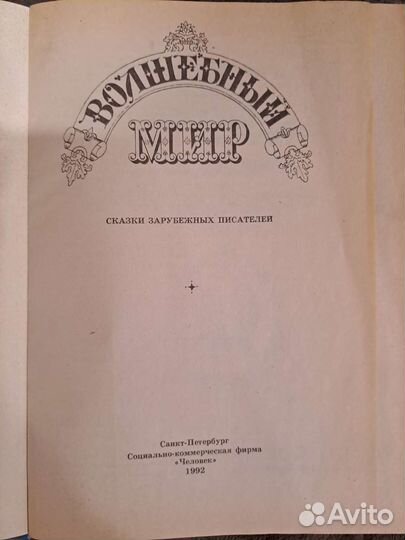 ВОЛШЕБНЫЙ
МИР
СКАЗКИ ЗАРУБЕЖНЫХ ПИСАТЕЛЕЙ
Санкт-Петербург
Социально-коммерческая фирма
«Человек»
1992
Avito